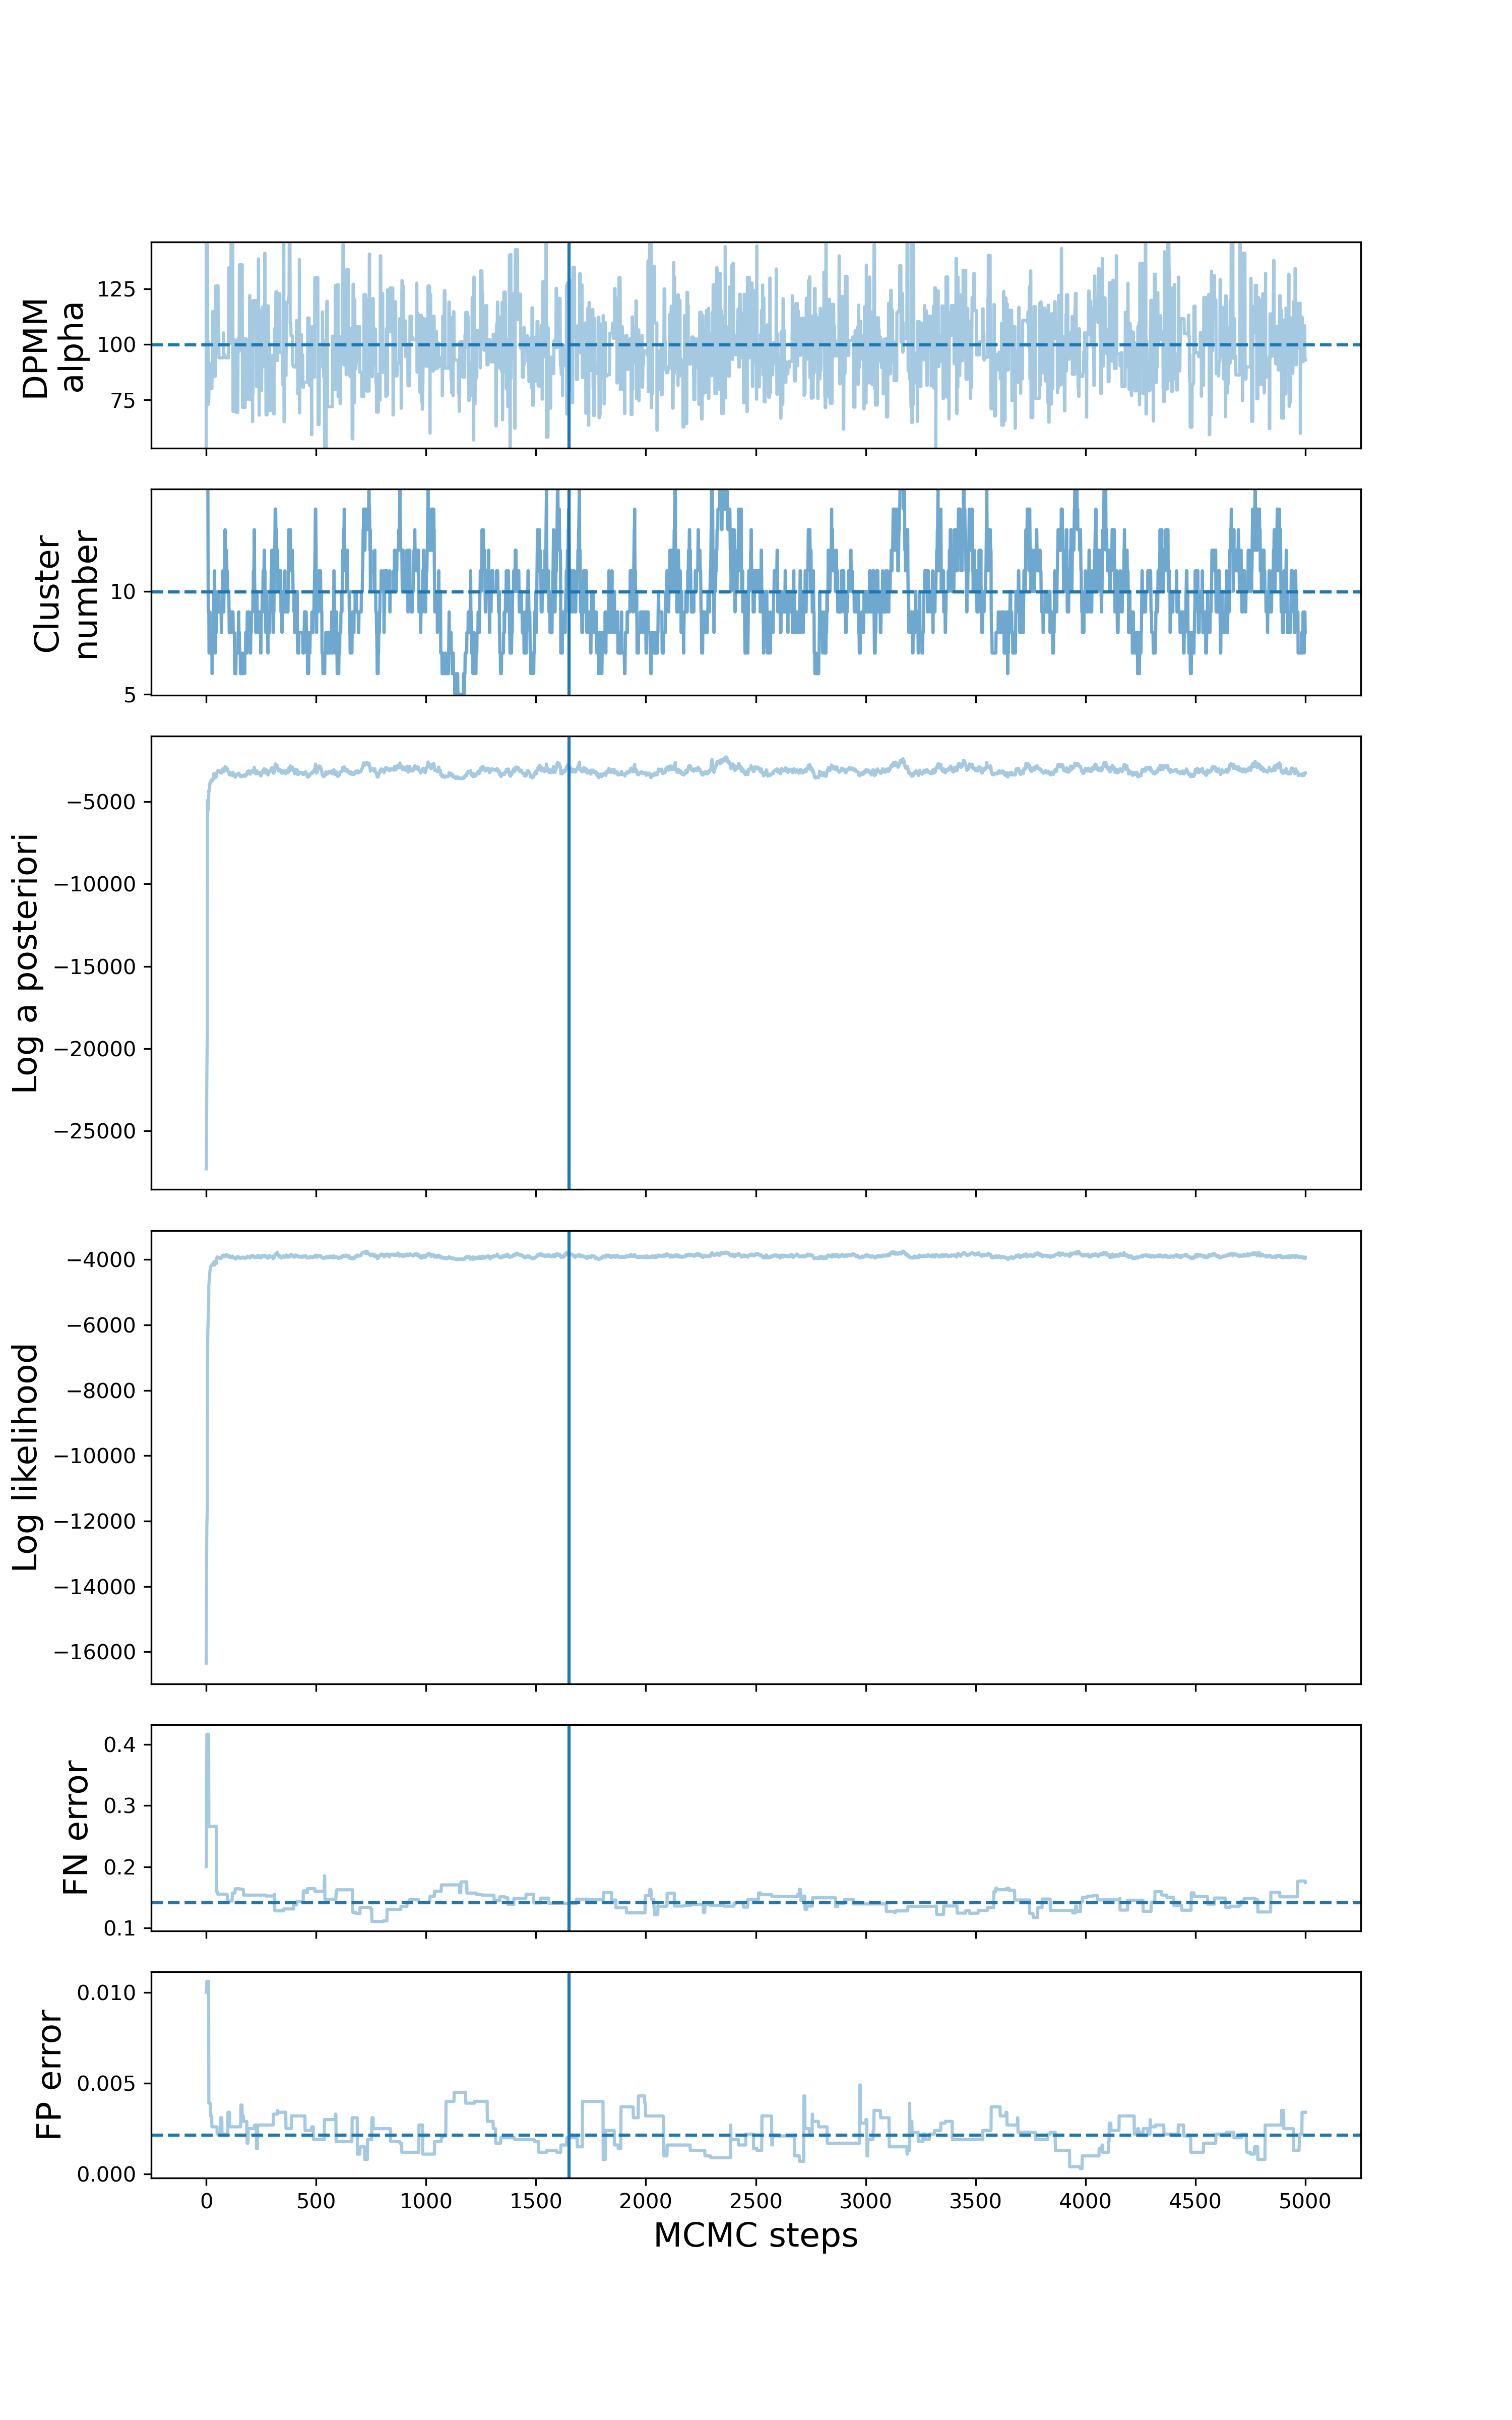 DPMM
alpha
125
100
75
Cluster
number
10
5
Log a posteriori
−5000
−10000
−15000
−20000
−25000
Log likelihood
−4000
−6000
−8000
−10000
−12000
−14000
−16000
FN error
0.4
0.3
0.2
0.1
FP error
0.010
0.005
0.000
0 500 1000 1500 2000 2500 3000 3500 4000 4500 5000
MCMC steps